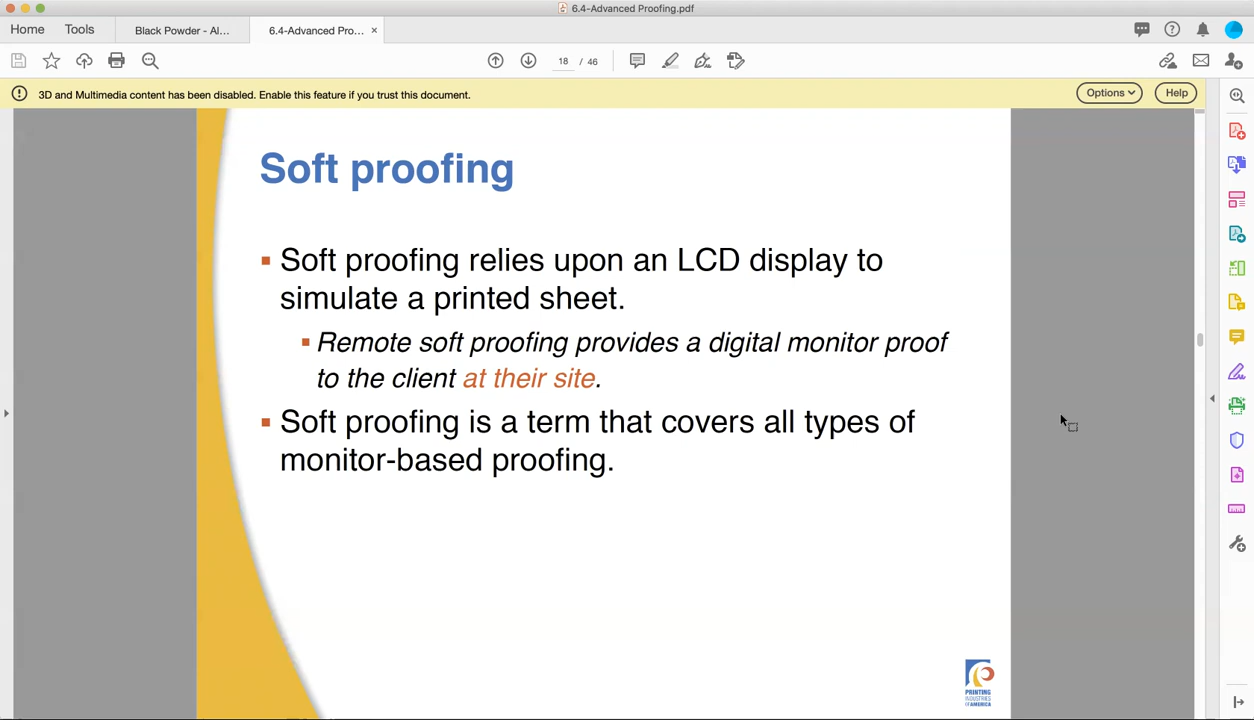 6.4-Advanced Proofing.pdf
Home Tools Black Powder - Al... 6.4-Advanced Pro... ×
18 / 46
3D and Multimedia content has been disabled. Enable this feature if you trust this document. Options Help
Soft proofing
Soft proofing relies upon an LCD display to
simulate a printed sheet.
Remote soft proofing provides a digital monitor proof
to the client at their site.
Soft proofing is a term that covers all types of
monitor-based proofing.
PRINTING
INDUSTRIES
OF AMERICA